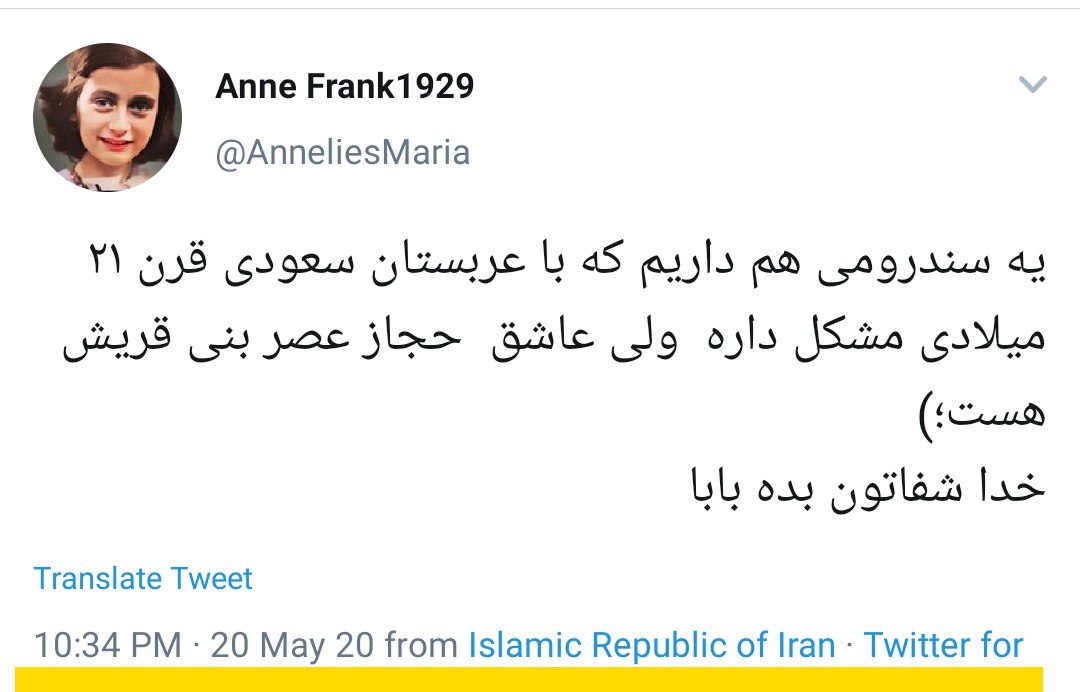 Anne Frank1929
@AnneliesMaria
یه سندرومی هم داریم که با عربستان سعودی قرن ۲۱
میلادی مشکل داره ولی عاشق حجاز عصر بنی قریش
هست؛)
خدا شفاتون بده بابا
Translate Tweet
10:34 PM · 20 May 20 from Islamic Republic of Iran · Twitter for